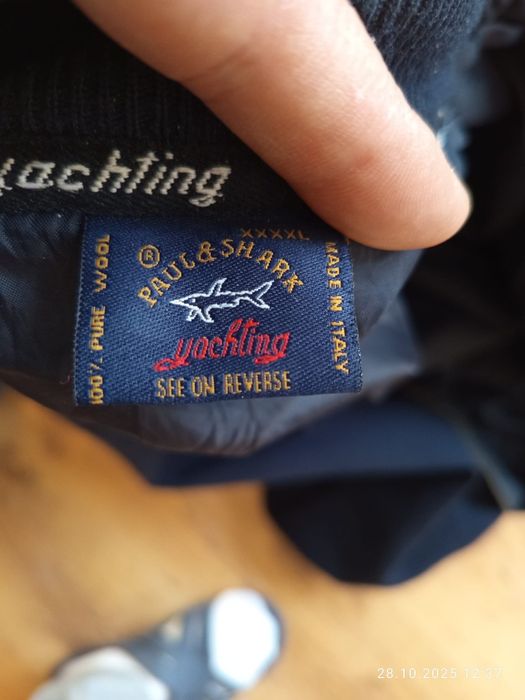 yachting
XXXXL
® PAUL & SHARK
yachting
SEE ON REVERSE
100% PURE WOOL
MADE IN ITALY
28.10.2025 12:37